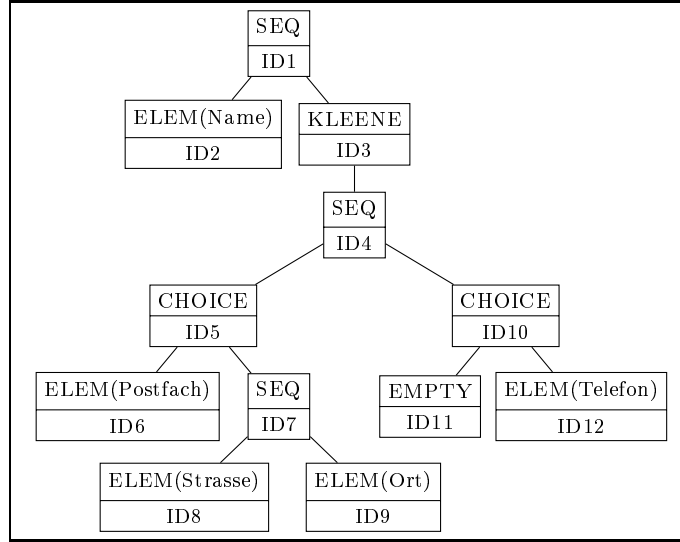 SEQ
ID1
ELEM(Name)
ID2
KLEENE
ID3
SEQ
ID4
CHOICE
ID5
CHOICE
ID10
ELEM(Postfach)
ID6
SEQ
ID7
EMPTY
ID11
ELEM(Telefon)
ID12
ELEM(Strasse)
ID8
ELEM(Ort)
ID9